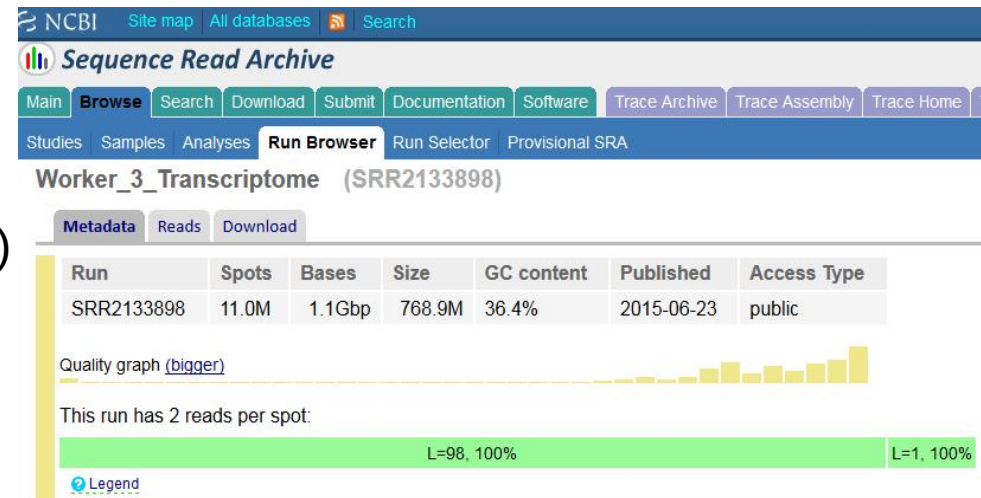 NCBI Site map All databases Search
Sequence Read Archive
Main Browse Search Download Submit Documentation Software Trace Archive Trace Assembly Trace Home
Studies Samples Analyses Run Browser Run Selector Provisional SRA
Worker_3_Transcriptome (SRR2133898)
)
Metadata Reads Download
Run Spots Bases Size GC content Published Access Type
SRR2133898 11.0M 1.1Gbp 768.9M 36.4% 2015-06-23 public
Quality graph (bigger)
This run has 2 reads per spot:
L=98, 100% L=1, 100%
? Legend